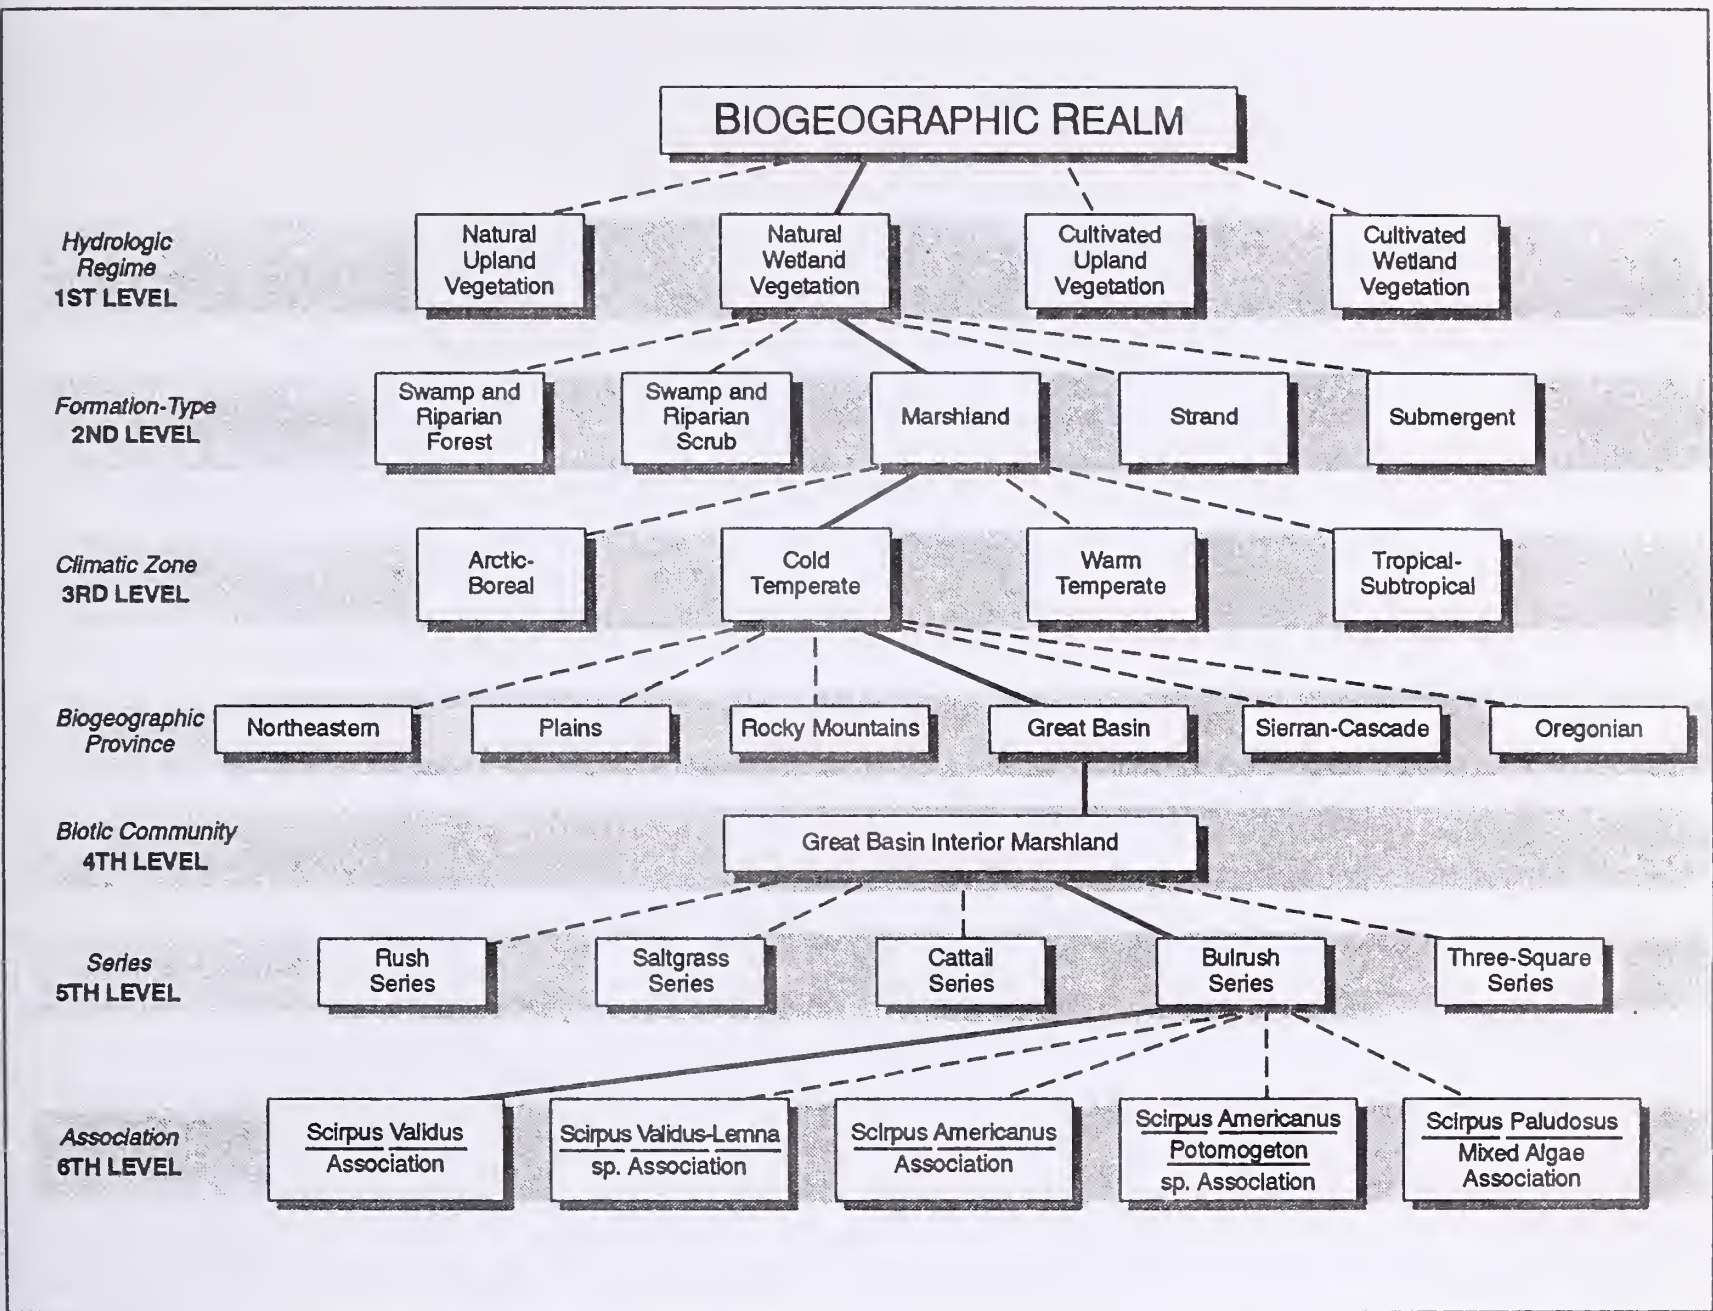 BIOGEOGRAPHIC REALM
Hydrologic
Regime
1ST LEVEL
Natural
Upland
Vegetation
Natural
Wetland
Vegetation
Cultivated
Upland
Vegetation
Cultivated
Wetland
Vegetation
Formation-Type
2ND LEVEL
Swamp and
Riparian
Forest
Swamp and
Riparian
Scrub
Marshland
Strand
Submergent
Climatic Zone
3RD LEVEL
Arctic-
Boreal
Cold
Temperate
Warm
Temperate
Tropical-
Subtropical
Biogeographic
Province
Northeastern
Plains
Rocky Mountains
Great Basin
Sierran-Cascade
Oregonian
Biotic Community
4TH LEVEL
Great Basin Interior Marshland
Series
5TH LEVEL
Rush
Series
Saltgrass
Series
Cattail
Series
Bulrush
Series
Three-Square
Series
Association
6TH LEVEL
Scirpus Validus
Association
Scirpus Validus-Lemna
sp. Association
Scirpus Americanus
Association
Scirpus Americanus
Potomogeton
sp. Association
Scirpus Paludosus
Mixed Algae
Association